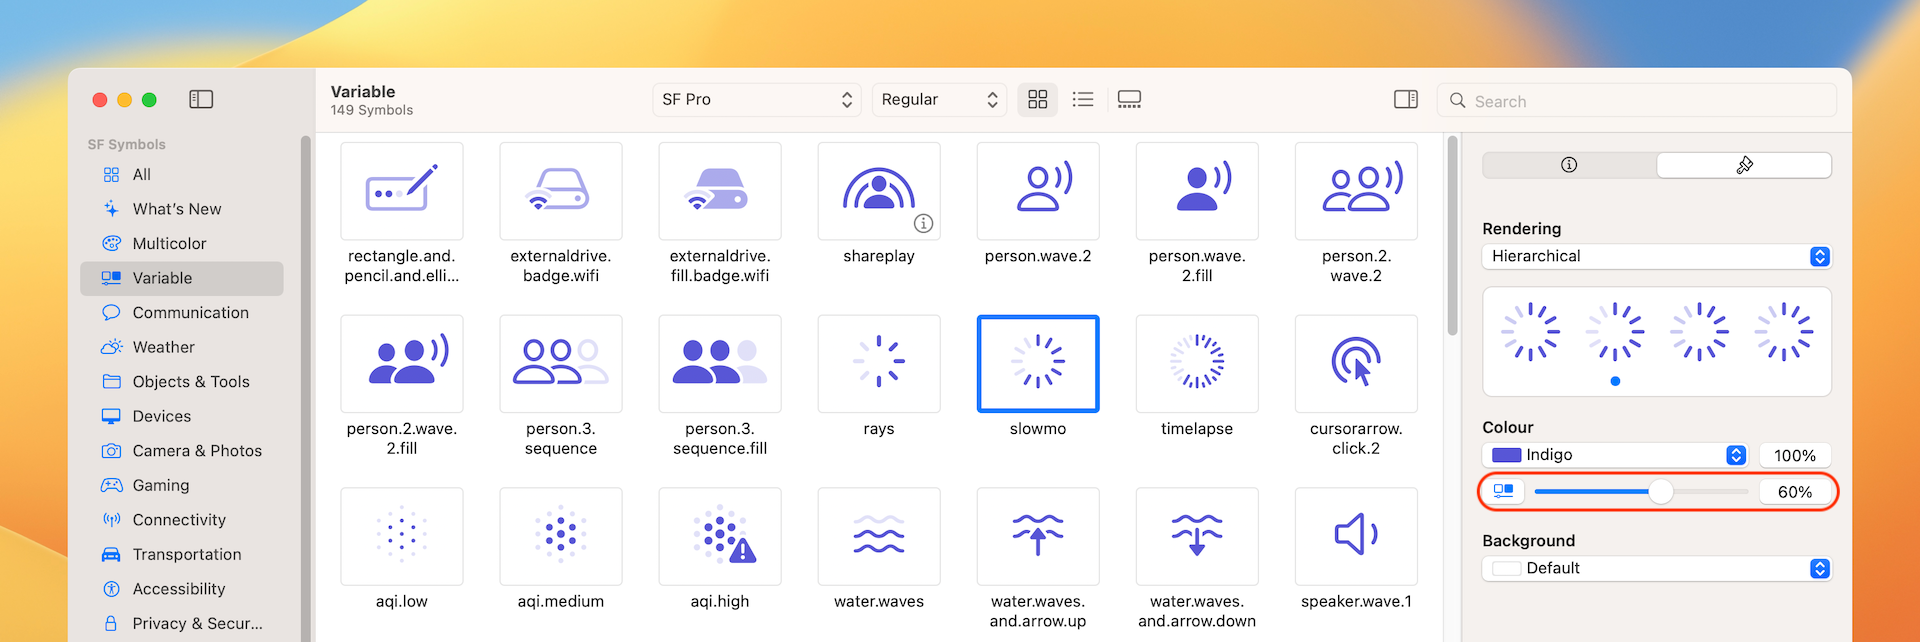 Variable
149 Symbols
SF Pro
Regular
Search
SF Symbols
All
What's New
Multicolor
Variable
Communication
Weather
Objects & Tools
Devices
Camera & Photos
Gaming
Connectivity
Transportation
Accessibility
Privacy & Secur...
rectangle.and.
pencil.and.elli...
externaldrive.
badge.wifi
externaldrive.
fill.badge.wifi
shareplay
person.wave.2
person.wave.
2.fill
person.2.
wave.2
person.2.wave.
2.fill
person.3.
sequence
person.3.
sequence.fill
rays
slowmo
timelapse
cursorarrow.
click.2
aqi.low
aqi.medium
aqi.high
water.waves
water.waves.
and.arrow.up
water.waves.
and.arrow.down
speaker.wave.1
Rendering
Hierarchical
Colour
Indigo
100%
60%
Background
Default